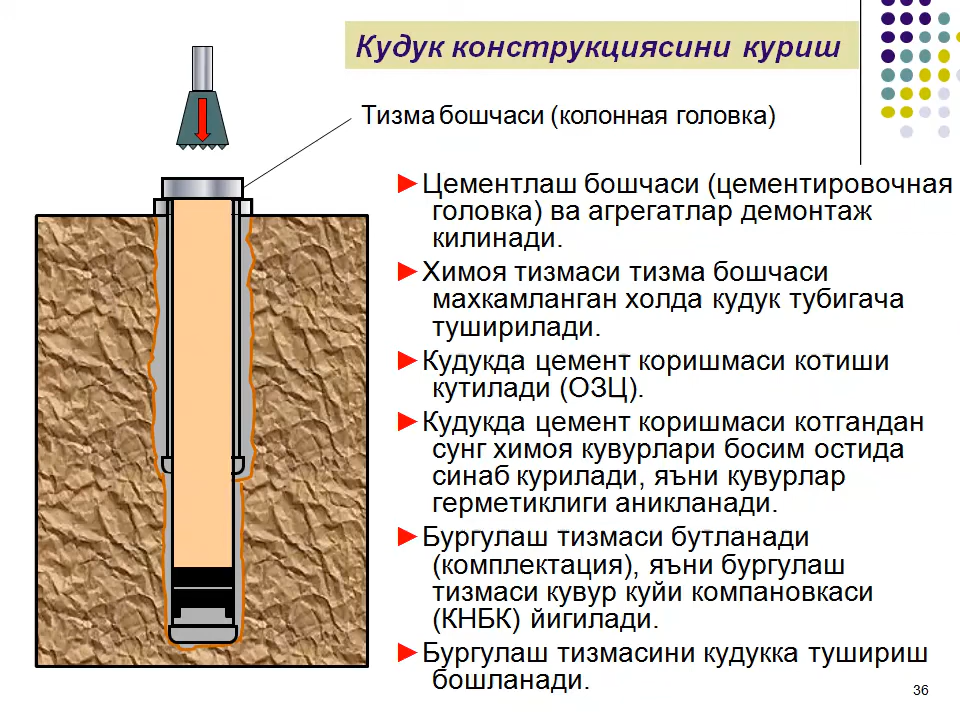 Кудук конструкциясини куриш
Тизма бошчаси (колонная головка)
►Цементлаш бошчаси (цементировочная
головка) ва агрегатлар демонтаж
килинади.
►Химоя тизмаси тизма бошчаси
махкамланган холда кудук тубигача
туширилади.
►Кудукда цемент коришмаси котиши
кутилади (ОЗЦ).
►Кудукда цемент коришмаси котгандан
сунг химоя кувурлари босим остида
синаб курилади, яъни кувурлар
герметиклиги аникланади.
►Бургулаш тизмаси бутланади
(комплектация), яъни бургулаш
тизмаси кувур куйи компановкаси
(КНБК) йигилади.
►Бургулаш тизмасини кудукка тушириш
бошланади.
36